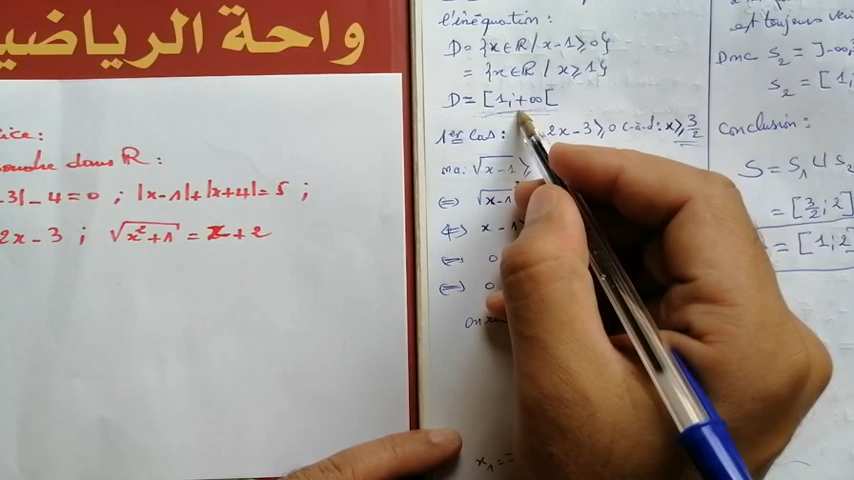 واحة الرياضي
ice:
oudre dans ℝ :
-3|-4=0 ; |x-1|+|x+4|=5 ;
2x-3 ; √(x²+1) = x+2
l'inéquation :
D = {x∈ℝ / x-1⩾0}
= {x∈ℝ / x⩾1}
D = [1;+∞[
1er cas : 2x-3⩾0 c-à-d : x⩾3/2
ona : √(x-1) ⩾
⇔ √(x-1)
⇔ x-1
⇔ 0
⇔ 0
on
x₁ =
est toujours
Donc S₂ = ]-∞;
S₂ = [1;
Conclusion :
S = S₁ ∪ S₂
= [3/2;2]
= [1;2]